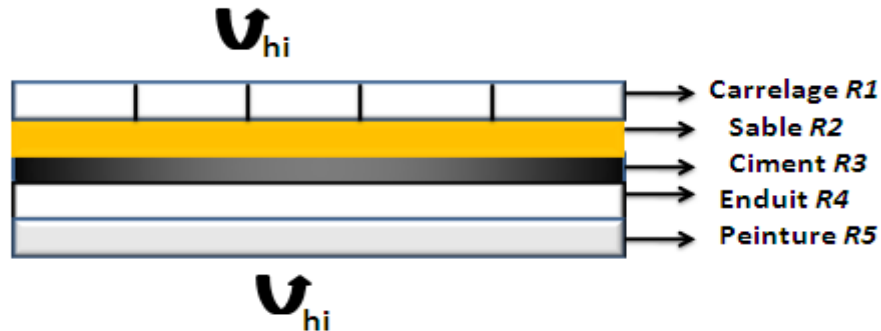 hi
Carrelage R1
Sable R2
Ciment R3
Enduit R4
Peinture R5
hi